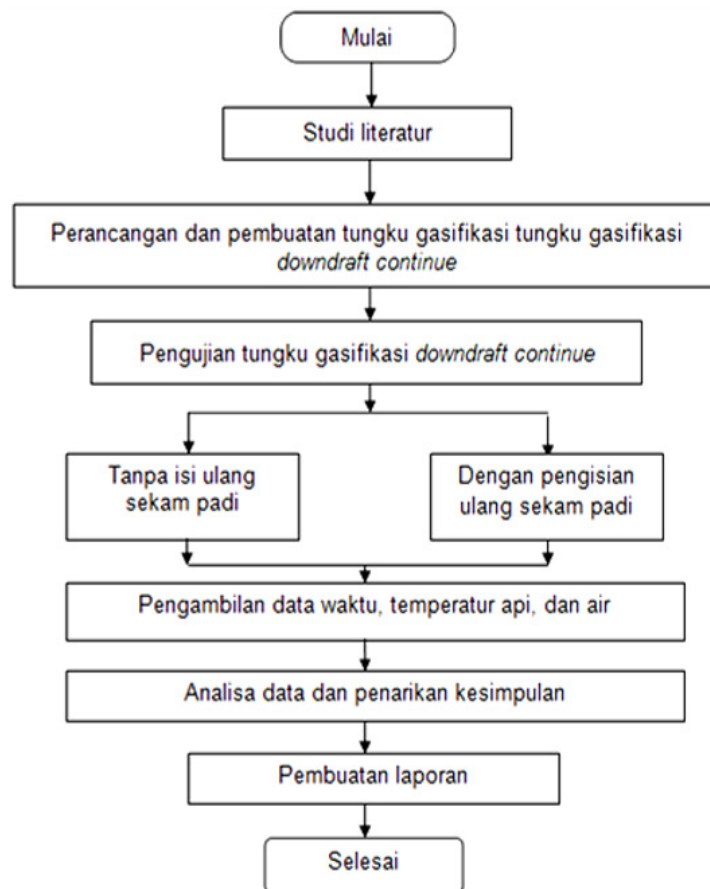 Mulai
Studi literatur
Perancangan dan pembuatan tungku gasifikasi tungku gasifikasi
downdraft continue
Pengujian tungku gasifikasi downdraft continue
Tanpa isi ulang
sekam padi
Dengan pengisian
ulang sekam padi
Pengambilan data waktu, temperatur api, dan air
Analisa data dan penarikan kesimpulan
Pembuatan laporan
Selesai